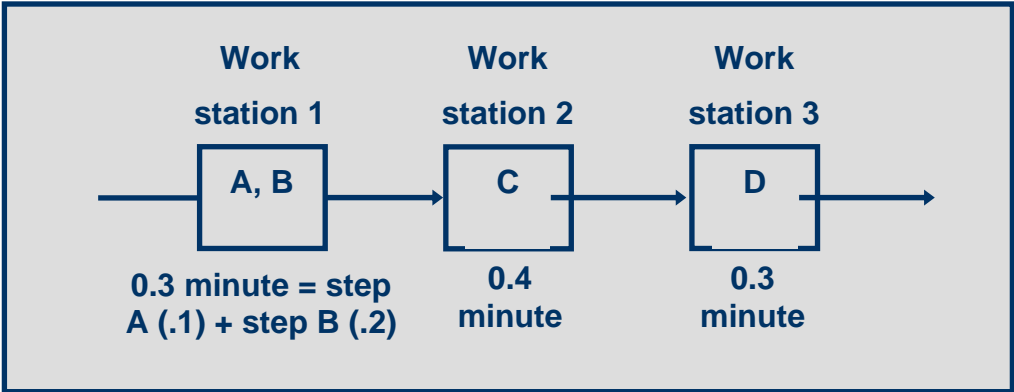 Work
station 1
Work
station 2
Work
station 3
A, B
C
D
0.3 minute = step
A (.1) + step B (.2)
0.4
minute
0.3
minute